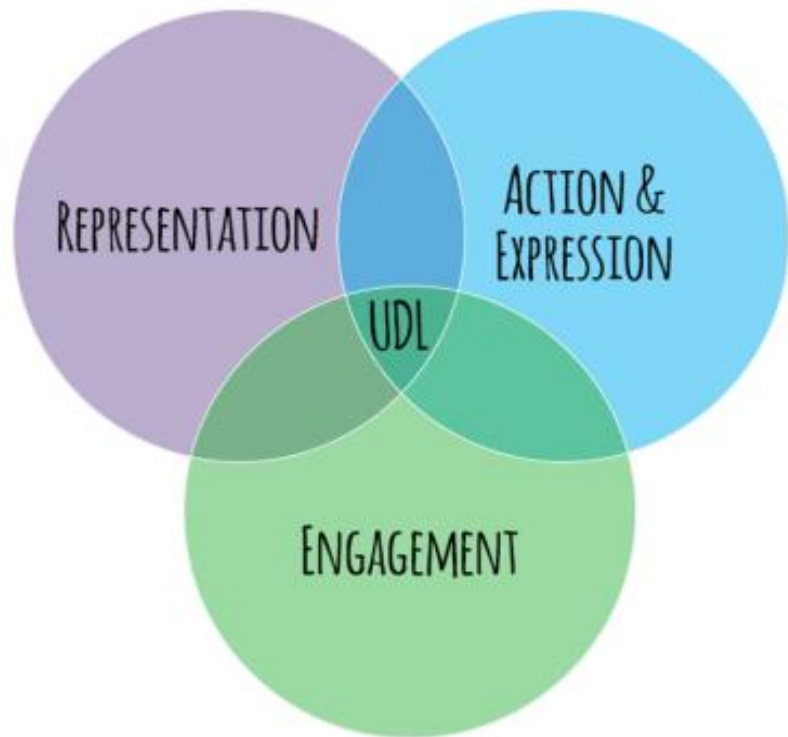 REPRESENTATION
ACTION &
EXPRESSION
UDL
ENGAGEMENT